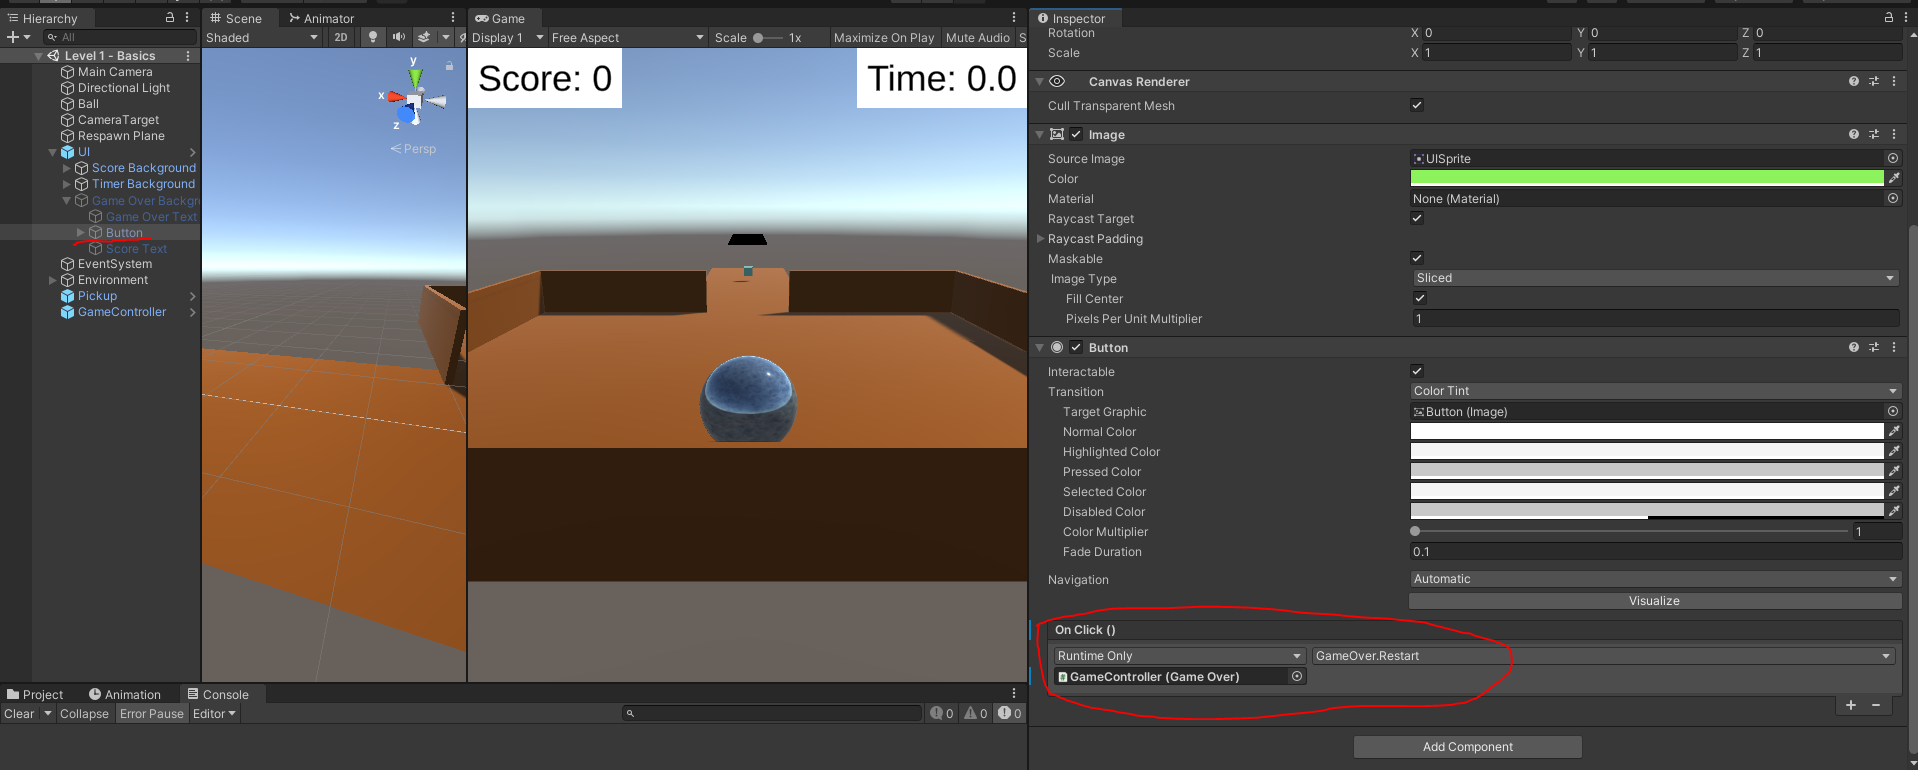 Hierarchy
All
Level 1 - Basics
Main Camera
Directional Light
Ball
CameraTarget
Respawn Plane
UI
Score Background
Timer Background
Game Over Backgr
Game Over Text
Button
Score Text
EventSystem
Environment
Pickup
GameController
Scene
Animator
Shaded
2D
y
x
z
Persp
Game
Display 1
Free Aspect
Scale
1x
Maximize On Play
Mute Audio
S
Score: 0
Time: 0.0
Project
Animation
Console
Clear
Collapse
Error Pause
Editor
0
0
0
Inspector
Rotation X 0 Y 0 Z 0
Scale X 1 Y 1 Z 1
Canvas Renderer
Cull Transparent Mesh
Image
Source Image UISprite
Color
Material None (Material)
Raycast Target
Raycast Padding
Maskable
Image Type Sliced
Fill Center
Pixels Per Unit Multiplier 1
Button
Interactable
Transition Color Tint
Target Graphic Button (Image)
Normal Color
Highlighted Color
Pressed Color
Selected Color
Disabled Color
Color Multiplier 1
Fade Duration 0.1
Navigation Automatic
Visualize
On Click ()
Runtime Only GameOver.Restart
GameController (Game Over)
Add Component